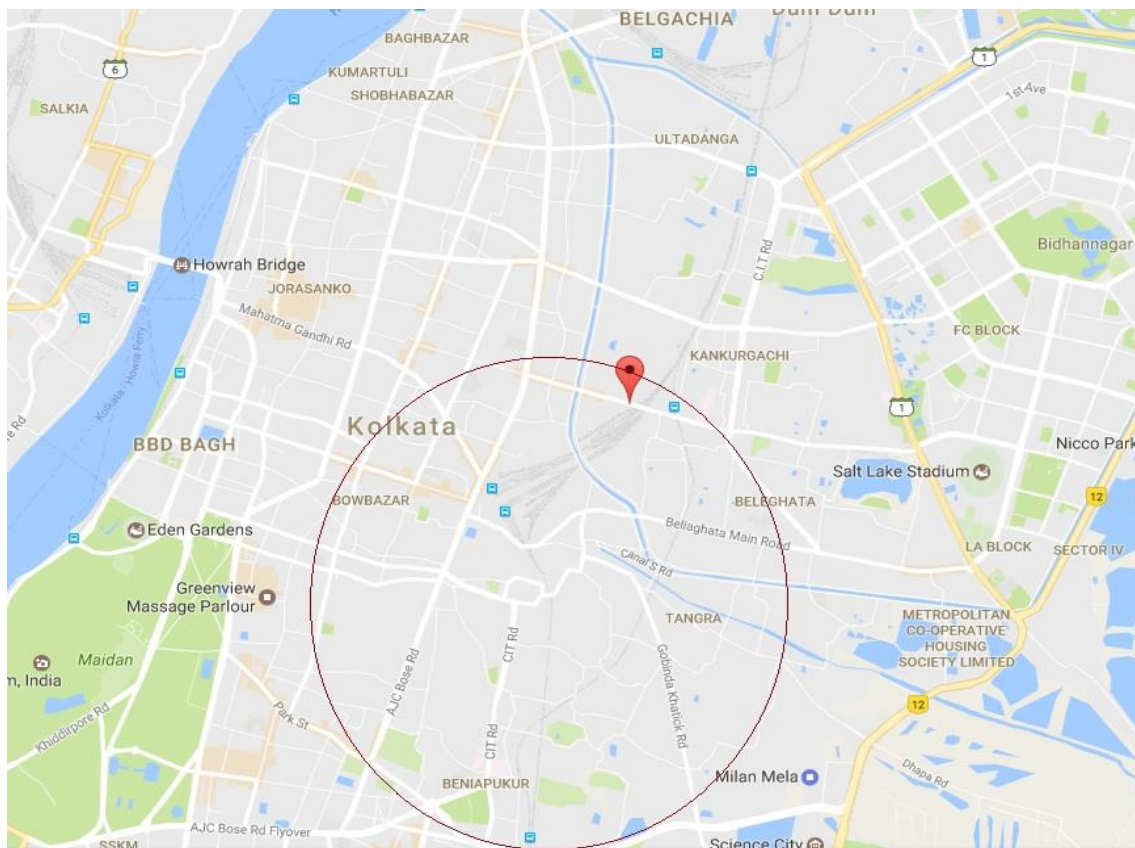 BELGACHIA
Dum Dum
BAGHBAZAR
6
1
KUMARTULI
SHOBHABAZAR
1st Ave
SALKIA
ULTADANGA
Bidhannagar
C.I.T Rd
Howrah Bridge
JORASANKO
Mahatma Gandhi Rd
FC BLOCK
KANKURGACHI
Kolkata - Howra Ferry
1
Kolkata
BBD BAGH
Nicco Park
Salt Lake Stadium
e Rd
BOWBAZAR
BELEGHATA
12
Eden Gardens
Beliaghata Main Road
LA BLOCK
SECTOR IV
Canal S Rd
Greenview
Massage Parlour
TANGRA
METROPOLITAN
CO-OPERATIVE
HOUSING
SOCIETY LIMITED
CIT Rd
Maidan
m, India
AJC Bose Rd
Gobinda Khatick Rd
12
Khiddirpore Rd
Park St
CIT Rd
Milan Mela
Dhapa Rd
BENIAPUKUR
AJC Bose Rd Flyover
SSKM
Science City